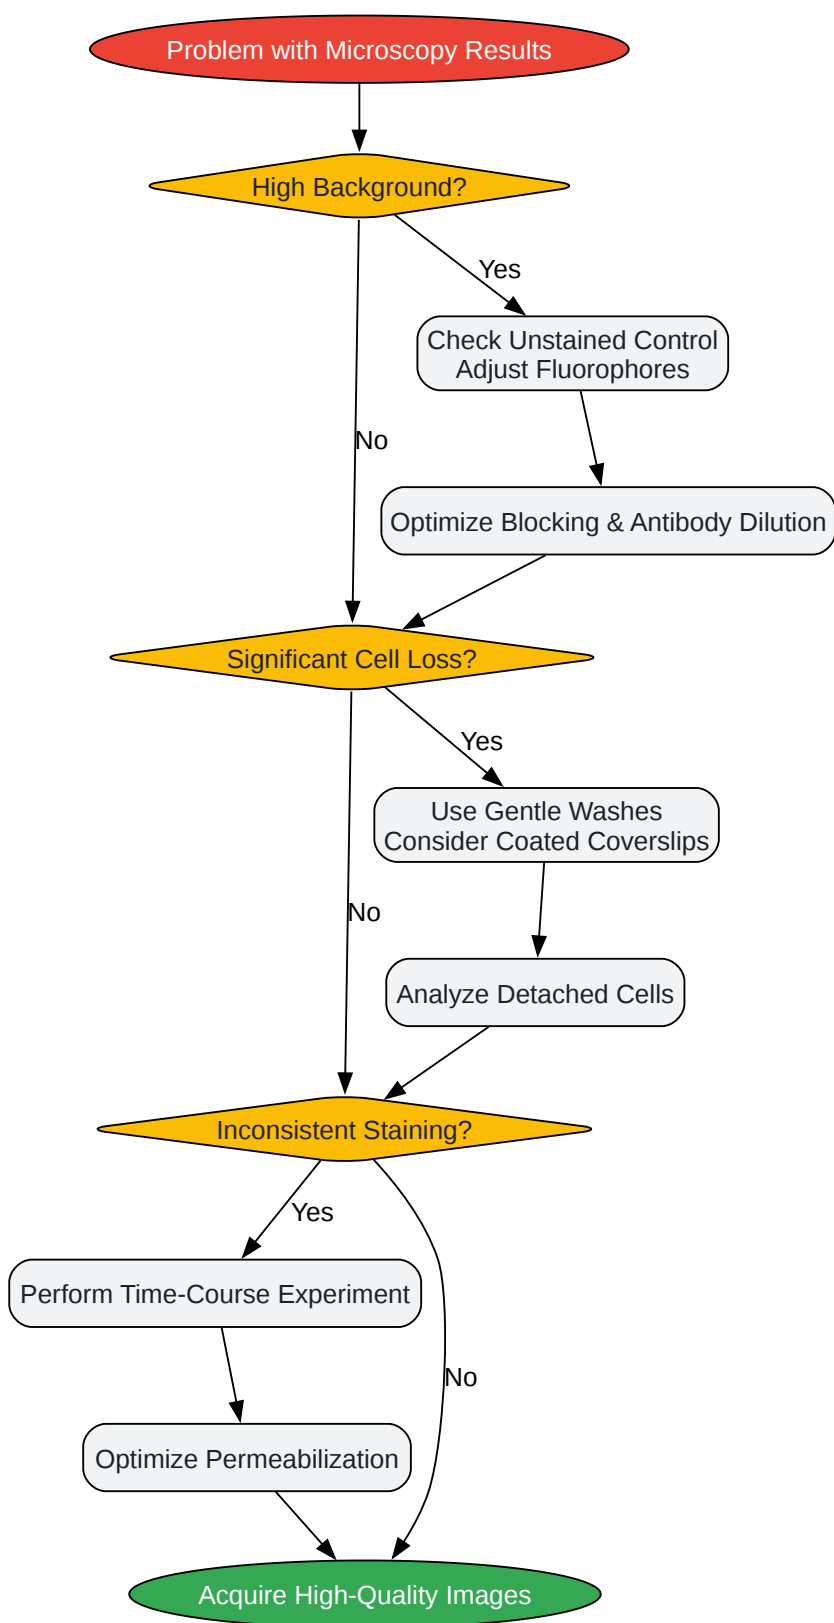 Problem with Microscopy Results
High Background?
Yes
Check Unstained Control
Adjust Fluorophores
No
Optimize Blocking & Antibody Dilution
Significant Cell Loss?
Yes
Use Gentle Washes
Consider Coated Coverslips
No
Analyze Detached Cells
Inconsistent Staining?
Yes
Perform Time-Course Experiment
No
Optimize Permeabilization
Acquire High-Quality Images